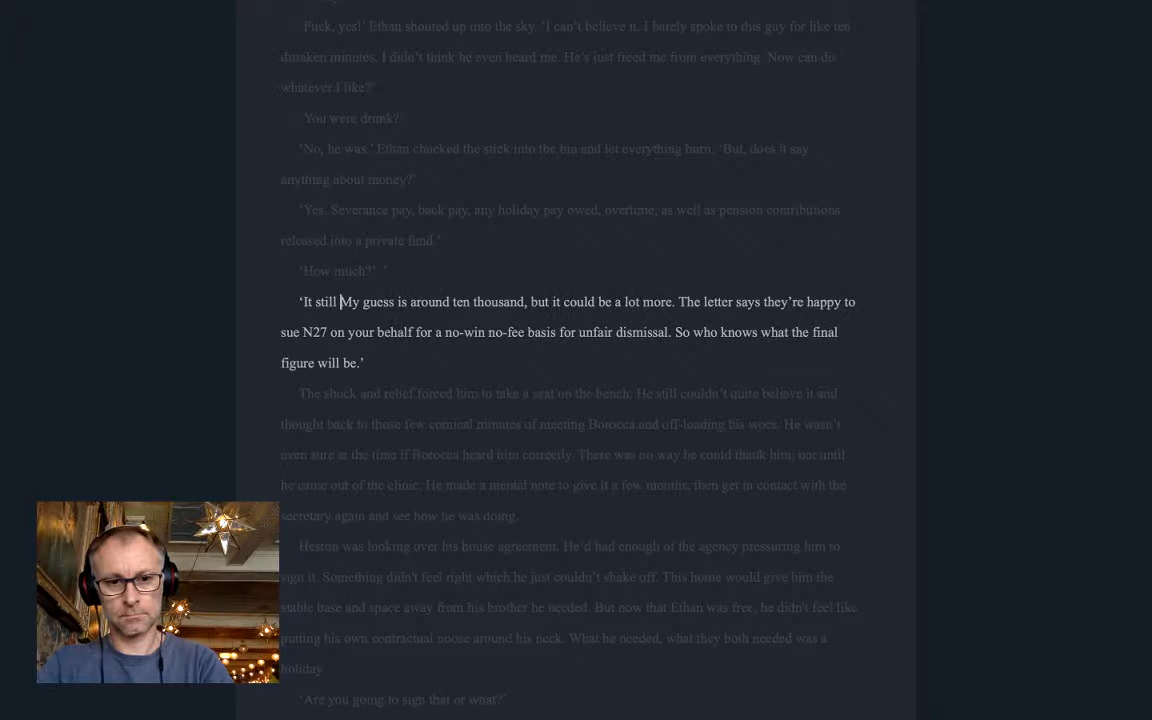 Fuck, yes!’ Ethan shouted up into the sky. ‘I can’t believe it. I barely spoke to this guy for like ten
drunken minutes. I didn’t think he even heard me. He’s just freed me from everything. Now can do
whatever I like?’
‘You were drunk?’
‘No, he was.’ Ethan chucked the stick into the bin and let everything burn. ‘But, does it say
anything about money?’
‘Yes. Severance pay, back pay, any holiday pay owed, overtime, as well as pension contributions
released into a private fund.’
‘How much?’ ‘
‘It still My guess is around ten thousand, but it could be a lot more. The letter says they’re happy to
sue N27 on your behalf for a no-win no-fee basis for unfair dismissal. So who knows what the final
figure will be.’
The shock and relief forced him to take a seat on the bench. He still couldn’t quite believe it and
thought back to those few comical minutes of meeting Borocca and off-loading his woes. He wasn’t
even sure at the time if Borocca heard him correctly. There was no way he could thank him, not until
he came out of the clinic. He made a mental note to give it a few months, then get in contact with the
secretary again and see how he was doing.
Heston was looking over his house agreement. He’d had enough of the agency pressuring him to
sign it. Something didn't feel right which he just couldn’t shake off. This home would give him the
stable base and space away from his brother he needed. But now that Ethan was free, he didn't feel like
putting his own contractual noose around his neck. What he needed, what they both needed was a
holiday.
‘Are you going to sign that or what?’